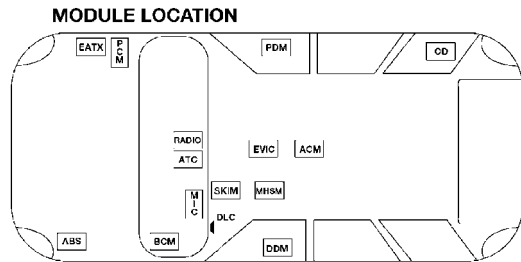 MODULE LOCATION
EATX
PCM
PDM
CD
RADIO
ATC
EVIC
ACM
MIC
SKIM
MHSM
DLC
ABS
BCM
DDM